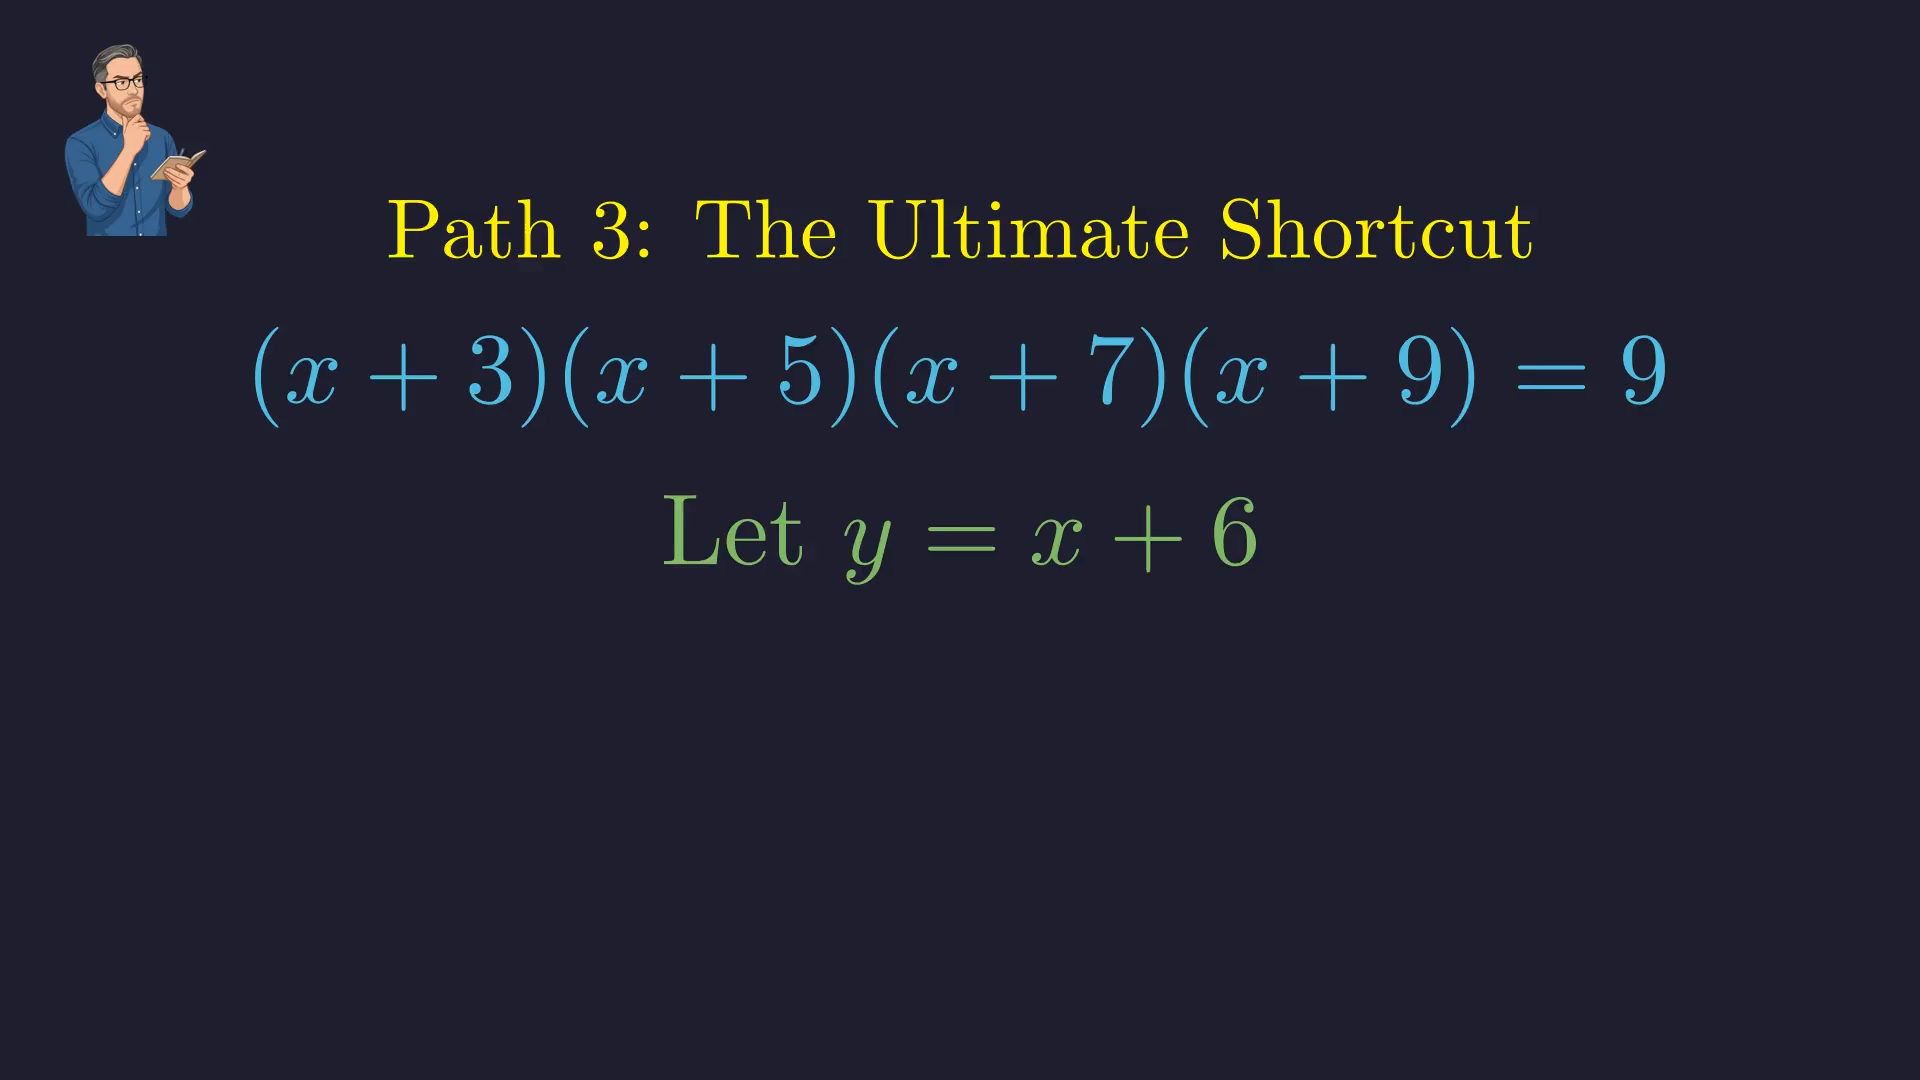 Path 3: The Ultimate Shortcut
(x + 3)(x + 5)(x + 7)(x + 9) = 9
Let y = x + 6